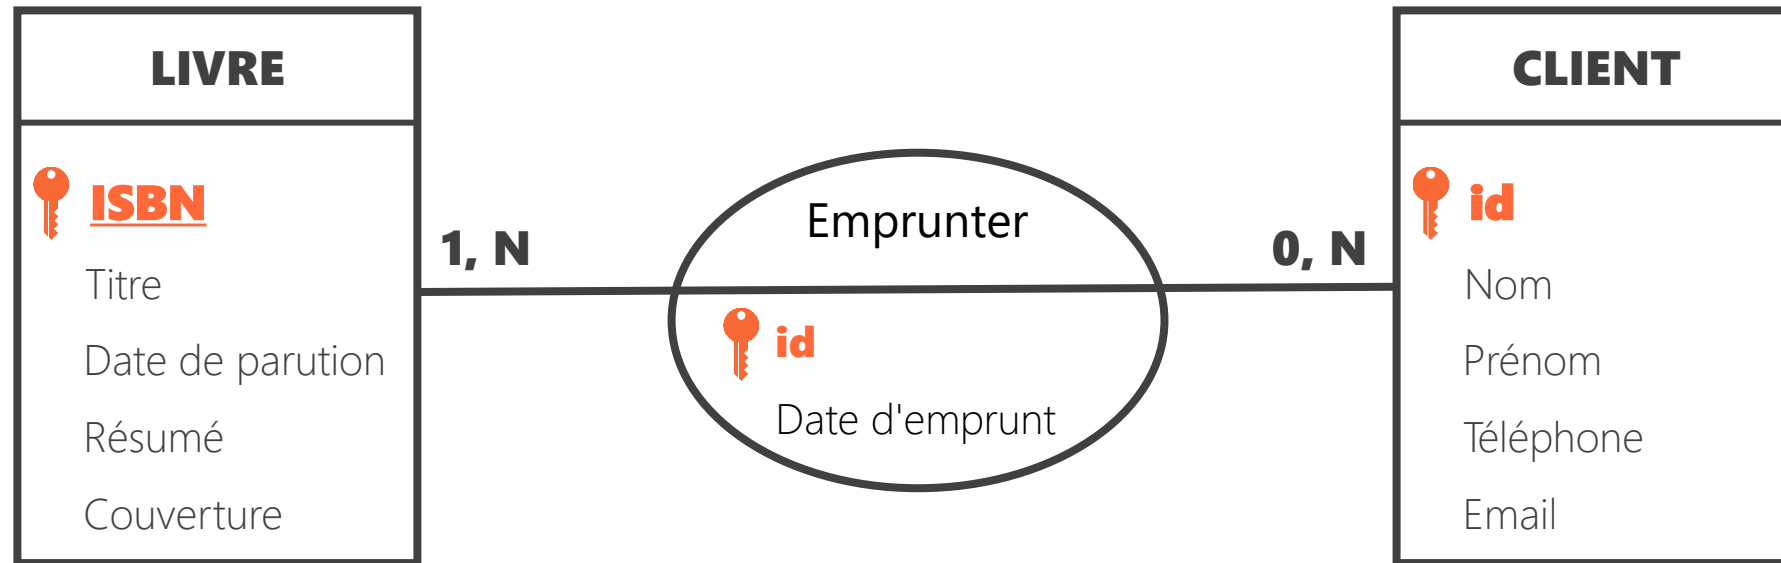 LIVRE
ISBN
Titre
Date de parution
Résumé
Couverture
1, N
Emprunter
id
Date d'emprunt
0, N
CLIENT
id
Nom
Prénom
Téléphone
Email